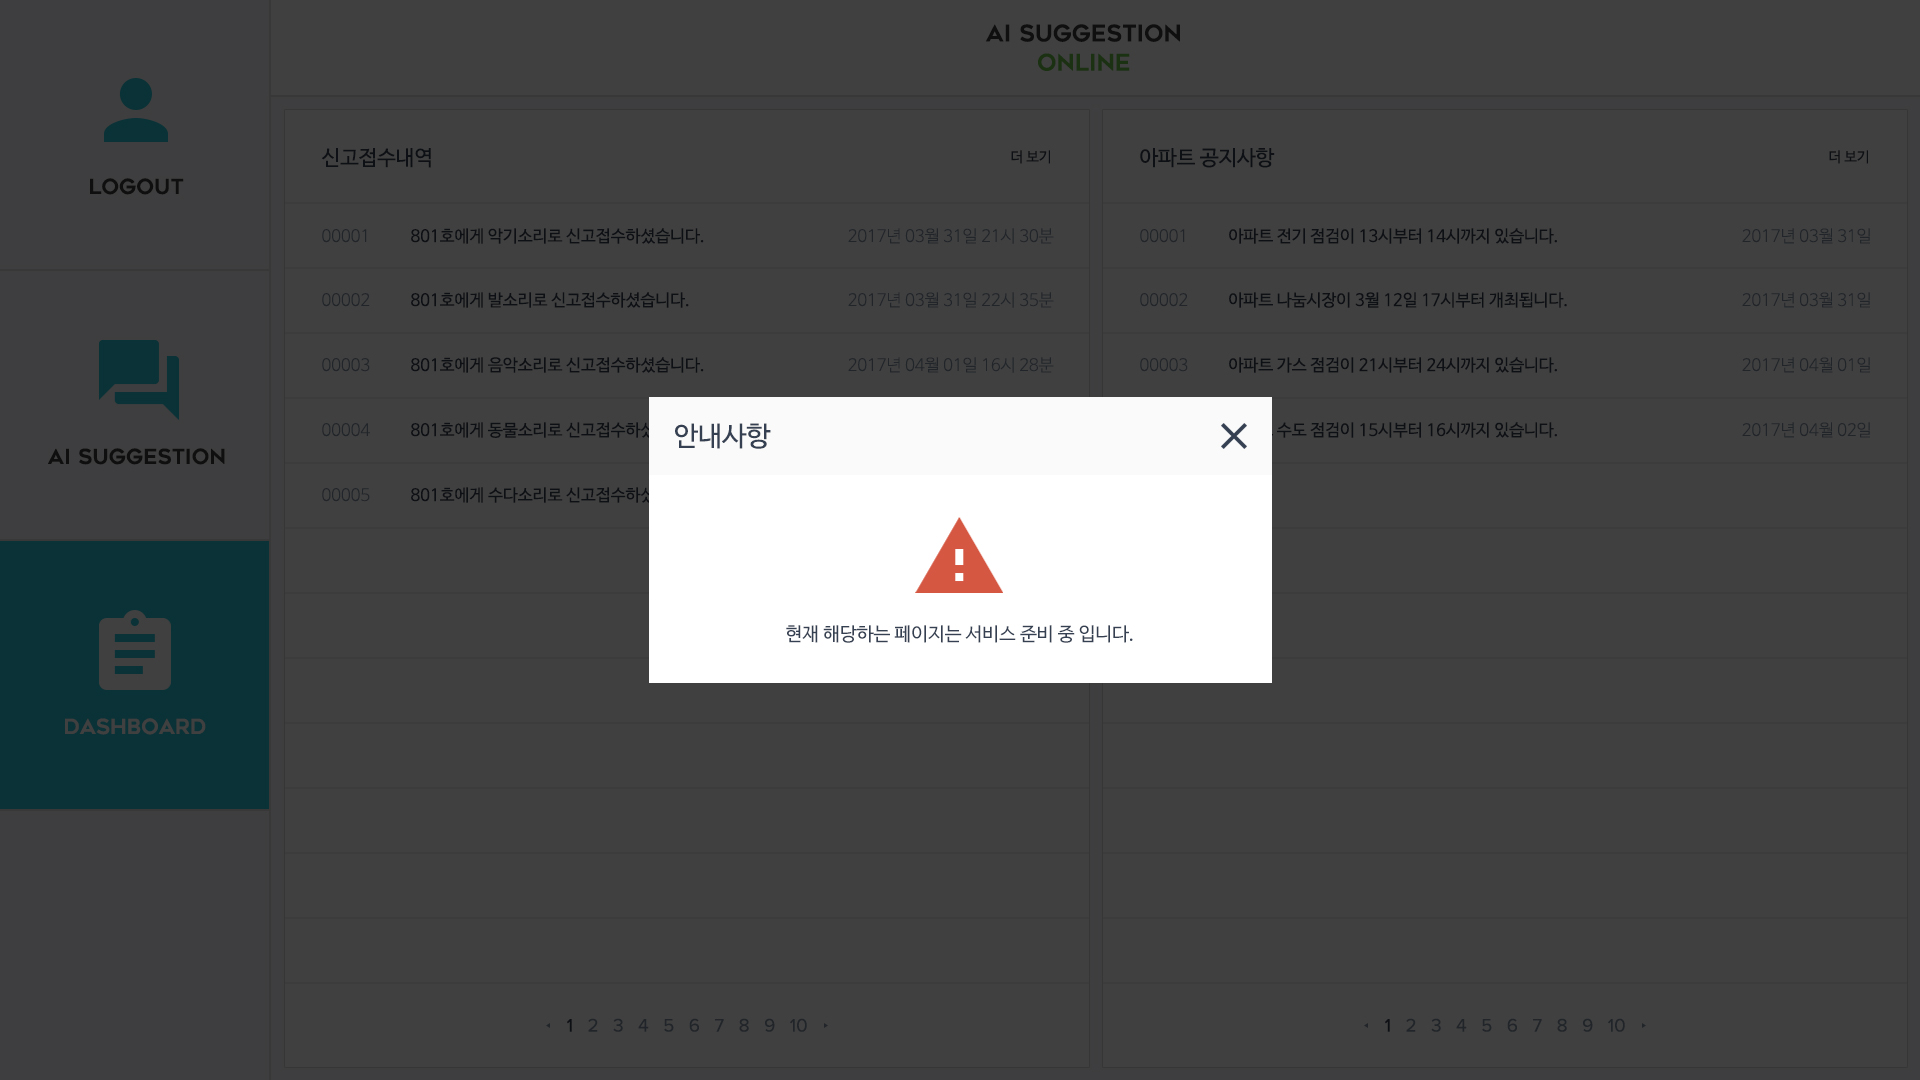 LOGOUT
AI SUGGESTION
DASHBOARD
AI SUGGESTION
ONLINE
신고접수내역 더 보기
00001 801호에게 악기소리로 신고접수하셨습니다. 2017년 03월 31일 21시 30분
00002 801호에게 발소리로 신고접수하셨습니다. 2017년 03월 31일 22시 35분
00003 801호에게 음악소리로 신고접수하셨습니다. 2017년 04월 01일 16시 28분
00004 801호에게 동물소리로
00005 801호에게 수다소리로
1 2 3 4 5 6 7 8 9 10
아파트 공지사항 더 보기
00001 아파트 전기 점검이 13시부터 14시까지 있습니다. 2017년 03월 31일
00002 아파트 나눔시장이 3월 12일 17시부터 개최됩니다. 2017년 03월 31일
00003 아파트 가스 점검이 21시부터 24시까지 있습니다. 2017년 04월 01일
수도 점검이 15시부터 16시까지 있습니다. 2017년 04월 02일
1 2 3 4 5 6 7 8 9 10
안내사항
현재 해당하는 페이지는 서비스 준비 중 입니다.